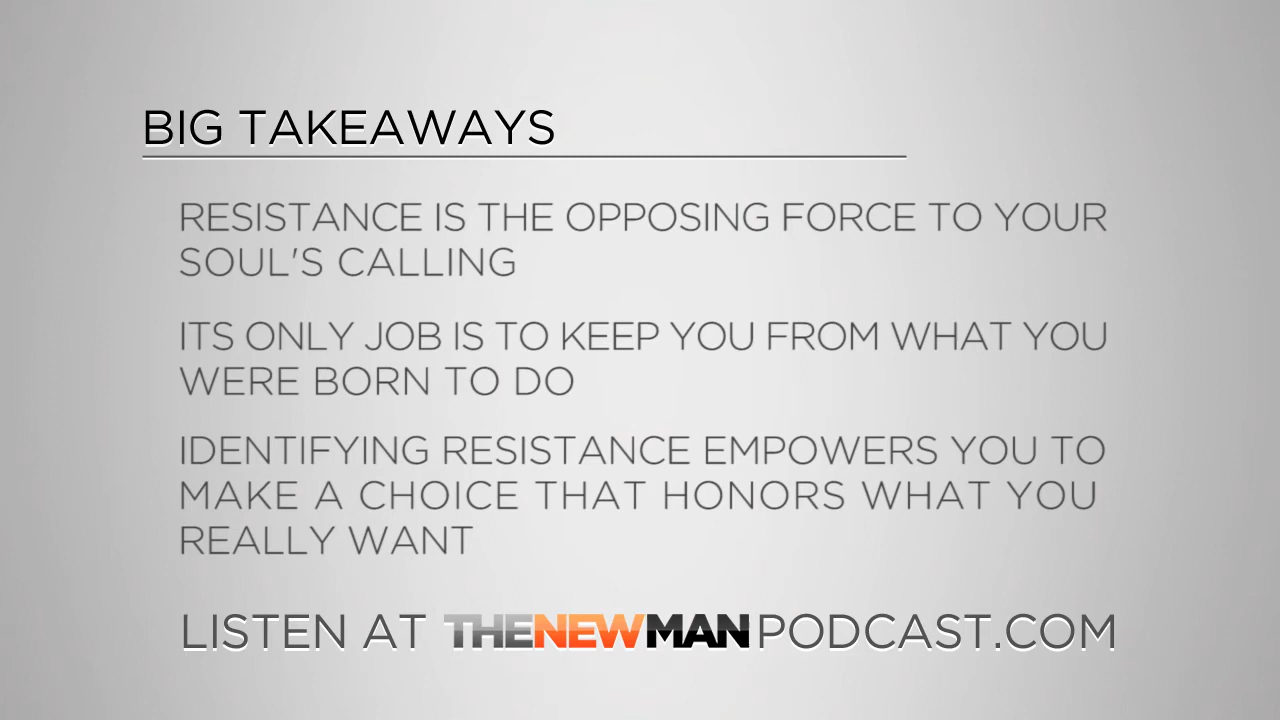 BIG TAKEAWAYS
RESISTANCE IS THE OPPOSING FORCE TO YOUR
SOUL'S CALLING
ITS ONLY JOB IS TO KEEP YOU FROM WHAT YOU
WERE BORN TO DO
IDENTIFYING RESISTANCE EMPOWERS YOU TO
MAKE A CHOICE THAT HONORS WHAT YOU
REALLY WANT
LISTEN AT THENEWMANPODCAST.COM